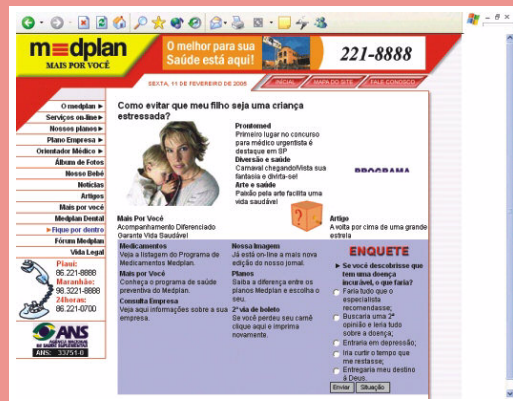 medplan
MAIS POR VOCÊ
O melhor para sua
Saúde está aqui!
221-8888
SEXTA, 11 DE FEVEREIRO DE 2005
INICIAL
MAPA DO SITE
FALE CONOSCO
O medplan
Serviços on-line
Nossos planos
Plano Empresa
Orientador Médico
Álbum de Fotos
Nosso Bebê
Notícias
Artigos
Mais por você
Medplan Dental
Fique por dentro
Fórum Medplan
Vida Legal
Piauí:
86.221-8888
Maranhão:
98.3221-8888
24horas:
86.221-0700
ANS
AGÊNCIA NACIONAL
DE SAÚDE SUPLEMENTAR
ANS: 33751-0
Como evitar que meu filho seja uma criança
estressada?
Prontomed
Primeiro lugar no concurso
para médico urgentista é
destaque em SP
Diversão e saúde
Carnaval chegandoVista sua
fantasia e divirta-se!
Arte e saúde
Paixão pela arte facilita uma
vida saudável
PROGRAMA
Mais Por Você
Acompanhamento Diferenciado
Garante Vida Saudável
Artigo
A volta por cima de uma grande
estrela
Medicamentos
Veja a listagem do Programa de
Medicamentos Medplan.
Mais por Você
Conheça o programa de saúde
preventiva do Medplan.
Consulta Empresa
Veja aqui informações sobre a sua
empresa.
Nossa Imagem
Já está on-line a mais nova
edição do nosso jornal.
Planos
Saiba a diferença entre os
planos Medplan e escolha o
seu.
2ª via de boleto
Se você perdeu seu carnê
clique aqui e imprima
novamente.
ENQUETE
Se você descobrisse que
tem uma doença
incurável, o que faria?
Faria tudo que o
especialista
recomendasse;
Buscaria uma 2ª
opinião e leria tudo
sobre a doença;
Entraria em depressão;
Iria curtir o tempo que
me restasse;
Entregaria meu destino
à Deus.
Enviar
Situação